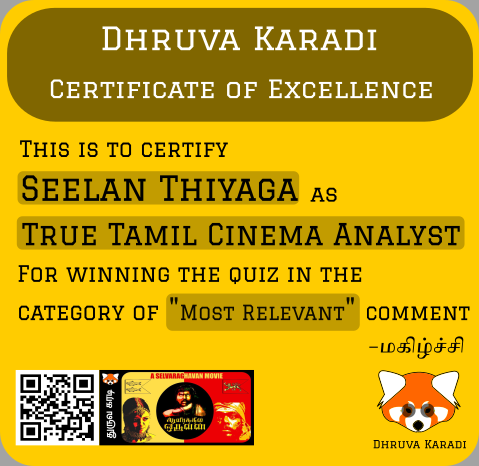 Dhruva Karadi
Certificate of Excellence
This is to certify
Seelan Thiyaga as
True Tamil Cinema Analyst
For winning the quiz in the
category of "Most Relevant" comment
-மகிழ்ச்சி
துருவ கரடி
A SELVARAGHAVAN MOVIE
ஆயிரத்தில் ஒருவன்
Dhruva Karadi